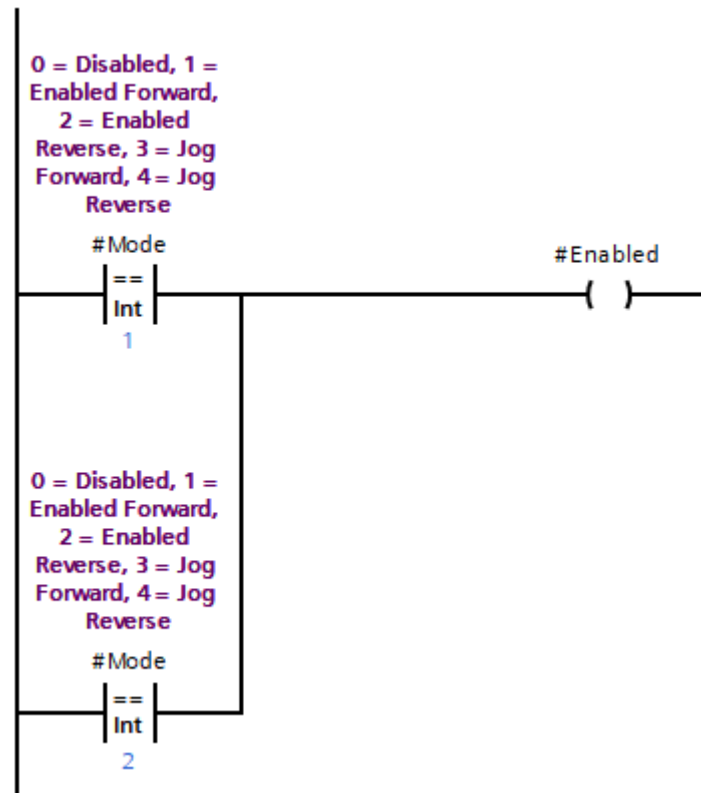 0 = Disabled, 1 =
Enabled Forward,
2 = Enabled
Reverse, 3 = Jog
Forward, 4 = Jog
Reverse
#Mode
#Enabled
==
Int
( )
1
0 = Disabled, 1 =
Enabled Forward,
2 = Enabled
Reverse, 3 = Jog
Forward, 4 = Jog
Reverse
#Mode
==
Int
2